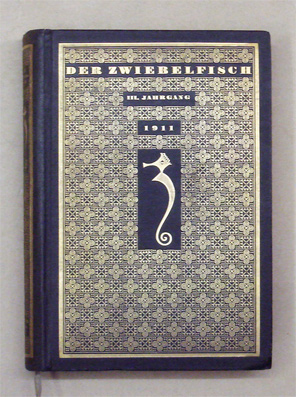 DER ZWIEBELFISCH
III. JAHRGANG
1911